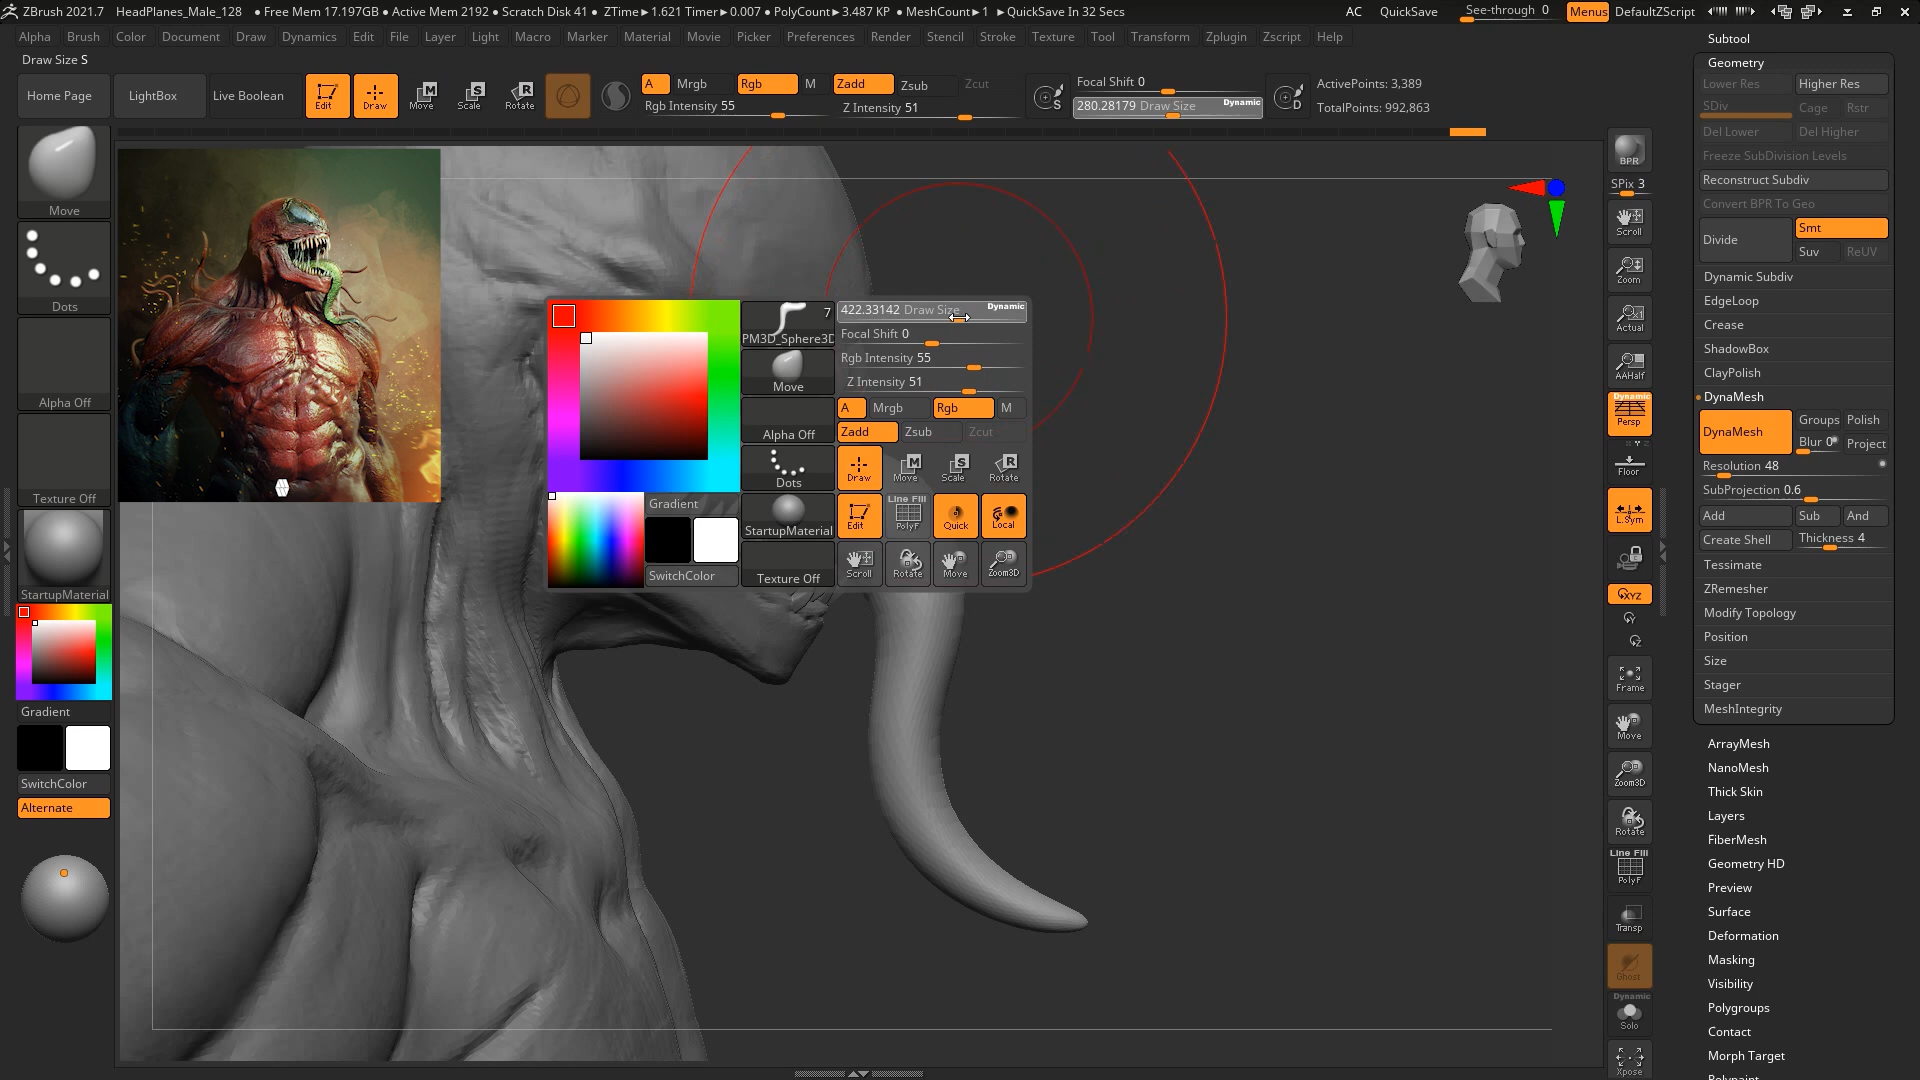 ZBrush 2021.7 HeadPlanes_Male_128 • Free Mem 17.197GB • Active Mem 2192 • Scratch Disk 41 • ZTime►1.621 Timer►0.007 • PolyCount►3.487 KP • MeshCount►1 ►QuickSave In 32 Secs AC QuickSave See-through 0 Menus DefaultZScript
Alpha Brush Color Document Draw Dynamics Edit File Layer Light Macro Marker Material Movie Picker Preferences Render Stencil Stroke Texture Tool Transform Zplugin Zscript Help
Draw Size S
Home Page LightBox Live Boolean Edit Draw Move Scale Rotate
A Mrgb Rgb M Zadd Zsub Zcut
Rgb Intensity 55 Z Intensity 51
Focal Shift 0
280.28179 Draw Size Dynamic
S D
ActivePoints: 3,389
TotalPoints: 992,863
Move
Dots
Alpha Off
Texture Off
StartupMaterial
Gradient
SwitchColor
Alternate
7
PM3D_Sphere3D
Move
Alpha Off
Dots
StartupMaterial
Texture Off
Gradient
SwitchColor
422.33142 Draw Size Dynamic
Focal Shift 0
Rgb Intensity 55
Z Intensity 51
A Mrgb Rgb M
Zadd Zsub Zcut
Draw Move Scale Rotate
Line Fill
Edit PolyF Quick Local
Scroll Rotate Move Zoom3D
BPR
SPix 3
Scroll
Zoom
Actual
AAHalf
Dynamic
Persp
Floor
L.Sym
XYZ
Y
Z
Frame
Move
Zoom3D
Rotate
Line Fill
PolyF
Transp
Ghost
Dynamic
Solo
Xpose
Subtool
Geometry
Lower Res Higher Res
SDiv Cage Rstr
Del Lower Del Higher
Freeze SubDivision Levels
Reconstruct Subdiv
Convert BPR To Geo
Divide Smt
Suv ReUV
Dynamic Subdiv
EdgeLoop
Crease
ShadowBox
ClayPolish
DynaMesh
DynaMesh Groups Polish
Blur 0 Project
Resolution 48
SubProjection 0.6
Add Sub And
Create Shell Thickness 4
Tessimate
ZRemesher
Modify Topology
Position
Size
Stager
MeshIntegrity
ArrayMesh
NanoMesh
Thick Skin
Layers
FiberMesh
Geometry HD
Preview
Surface
Deformation
Masking
Visibility
Polygroups
Contact
Morph Target
Polypaint